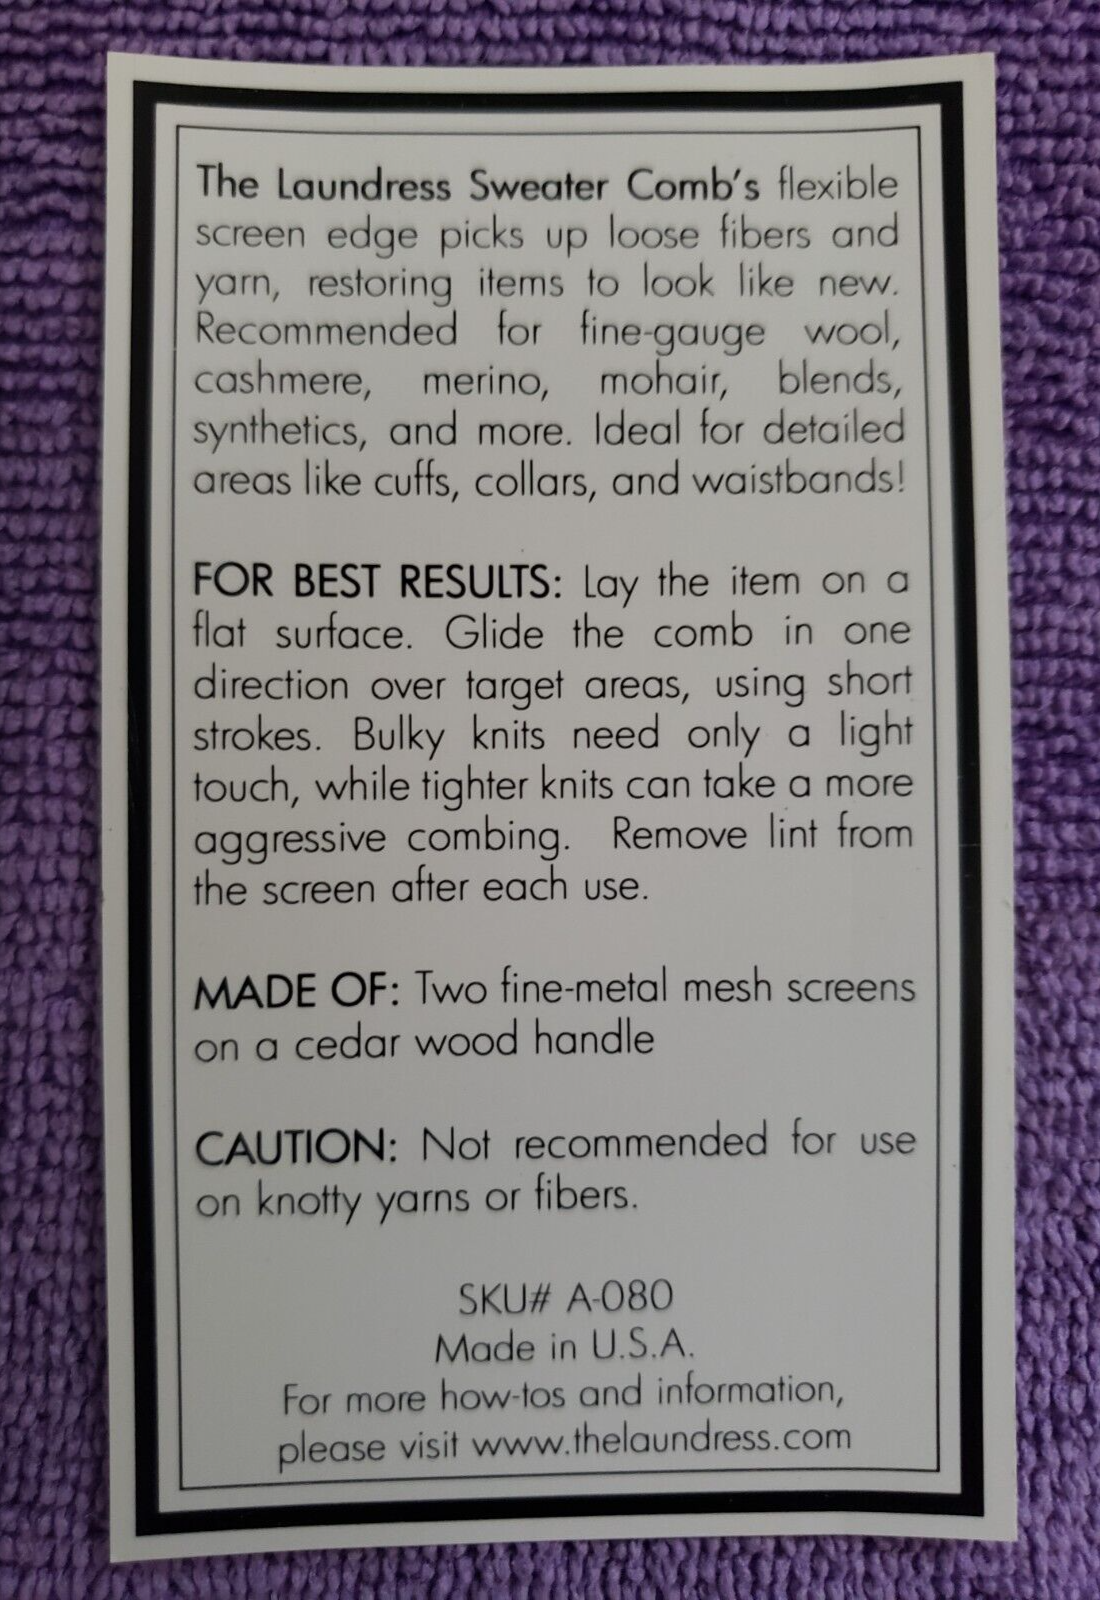 The Laundress Sweater Comb's flexible
screen edge picks up loose fibers and
yarn, restoring items to look like new.
Recommended for fine-gauge wool,
cashmere, merino, mohair, blends,
synthetics, and more. Ideal for detailed
areas like cuffs, collars, and waistbands!
FOR BEST RESULTS: Lay the item on a
flat surface. Glide the comb in one
direction over target areas, using short
strokes. Bulky knits need only a light
touch, while tighter knits can take a more
aggressive combing. Remove lint from
the screen after each use.
MADE OF: Two fine-metal mesh screens
on a cedar wood handle
CAUTION: Not recommended for use
on knotty yarns or fibers.
SKU# A-080
Made in U.S.A.
For more how-tos and information,
please visit www.thelaundress.com